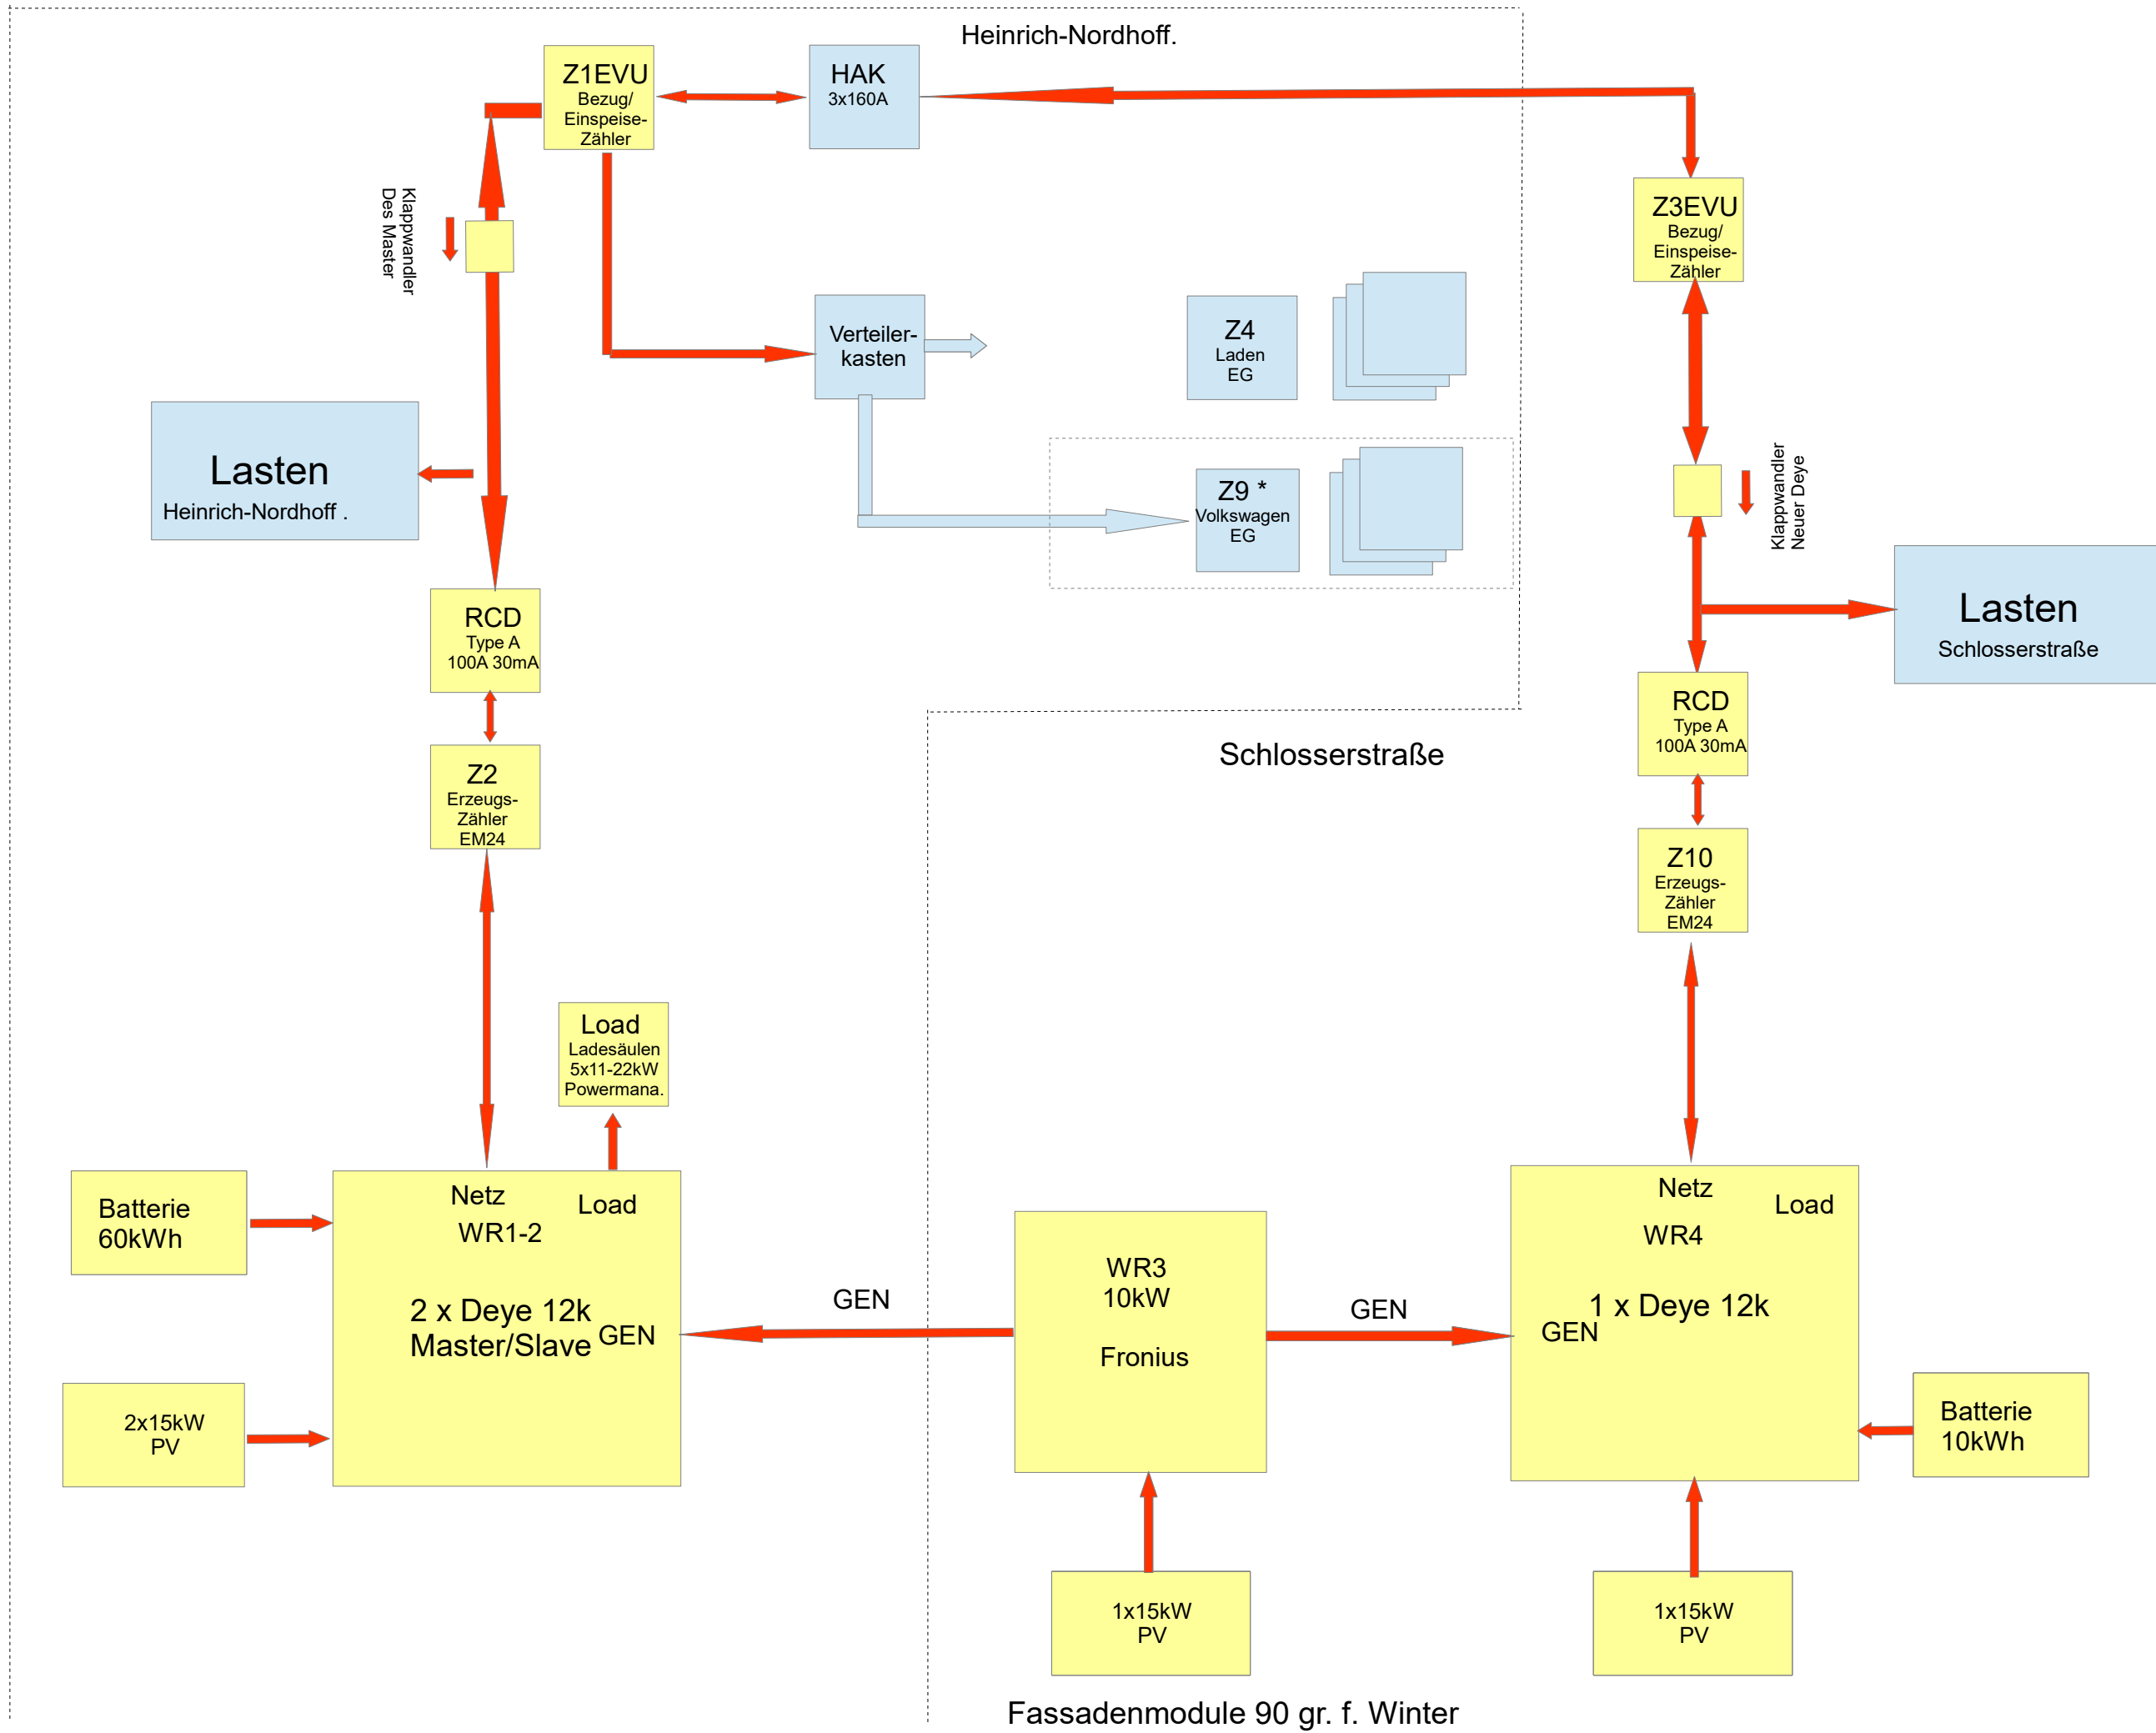 Heinrich-Nordhoff.
Z1EVU
Bezug/
Einspeise-
Zähler
HAK
3x160A
Klappwandler
Des Master
Z3EVU
Bezug/
Einspeise-
Zähler
Verteiler-
kasten
Z4
Laden
EG
Lasten
Heinrich-Nordhoff .
Z9 *
Volkswagen
EG
Klappwandler
Neuer Deye
RCD
Type A
100A 30mA
Lasten
Schlosserstraße
RCD
Type A
100A 30mA
Schlosserstraße
Z2
Erzeugs-
Zähler
EM24
Z10
Erzeugs-
Zähler
EM24
Load
Ladesäulen
5x11-22kW
Powermana.
Batterie
60kWh
Netz
Load
WR1-2
2 x Deye 12k
Master/Slave
GEN
GEN
WR3
10kW
Fronius
GEN
Netz
Load
WR4
1 x Deye 12k
GEN
2x15kW
PV
Batterie
10kWh
1x15kW
PV
1x15kW
PV
Fassadenmodule 90 gr. f. Winter